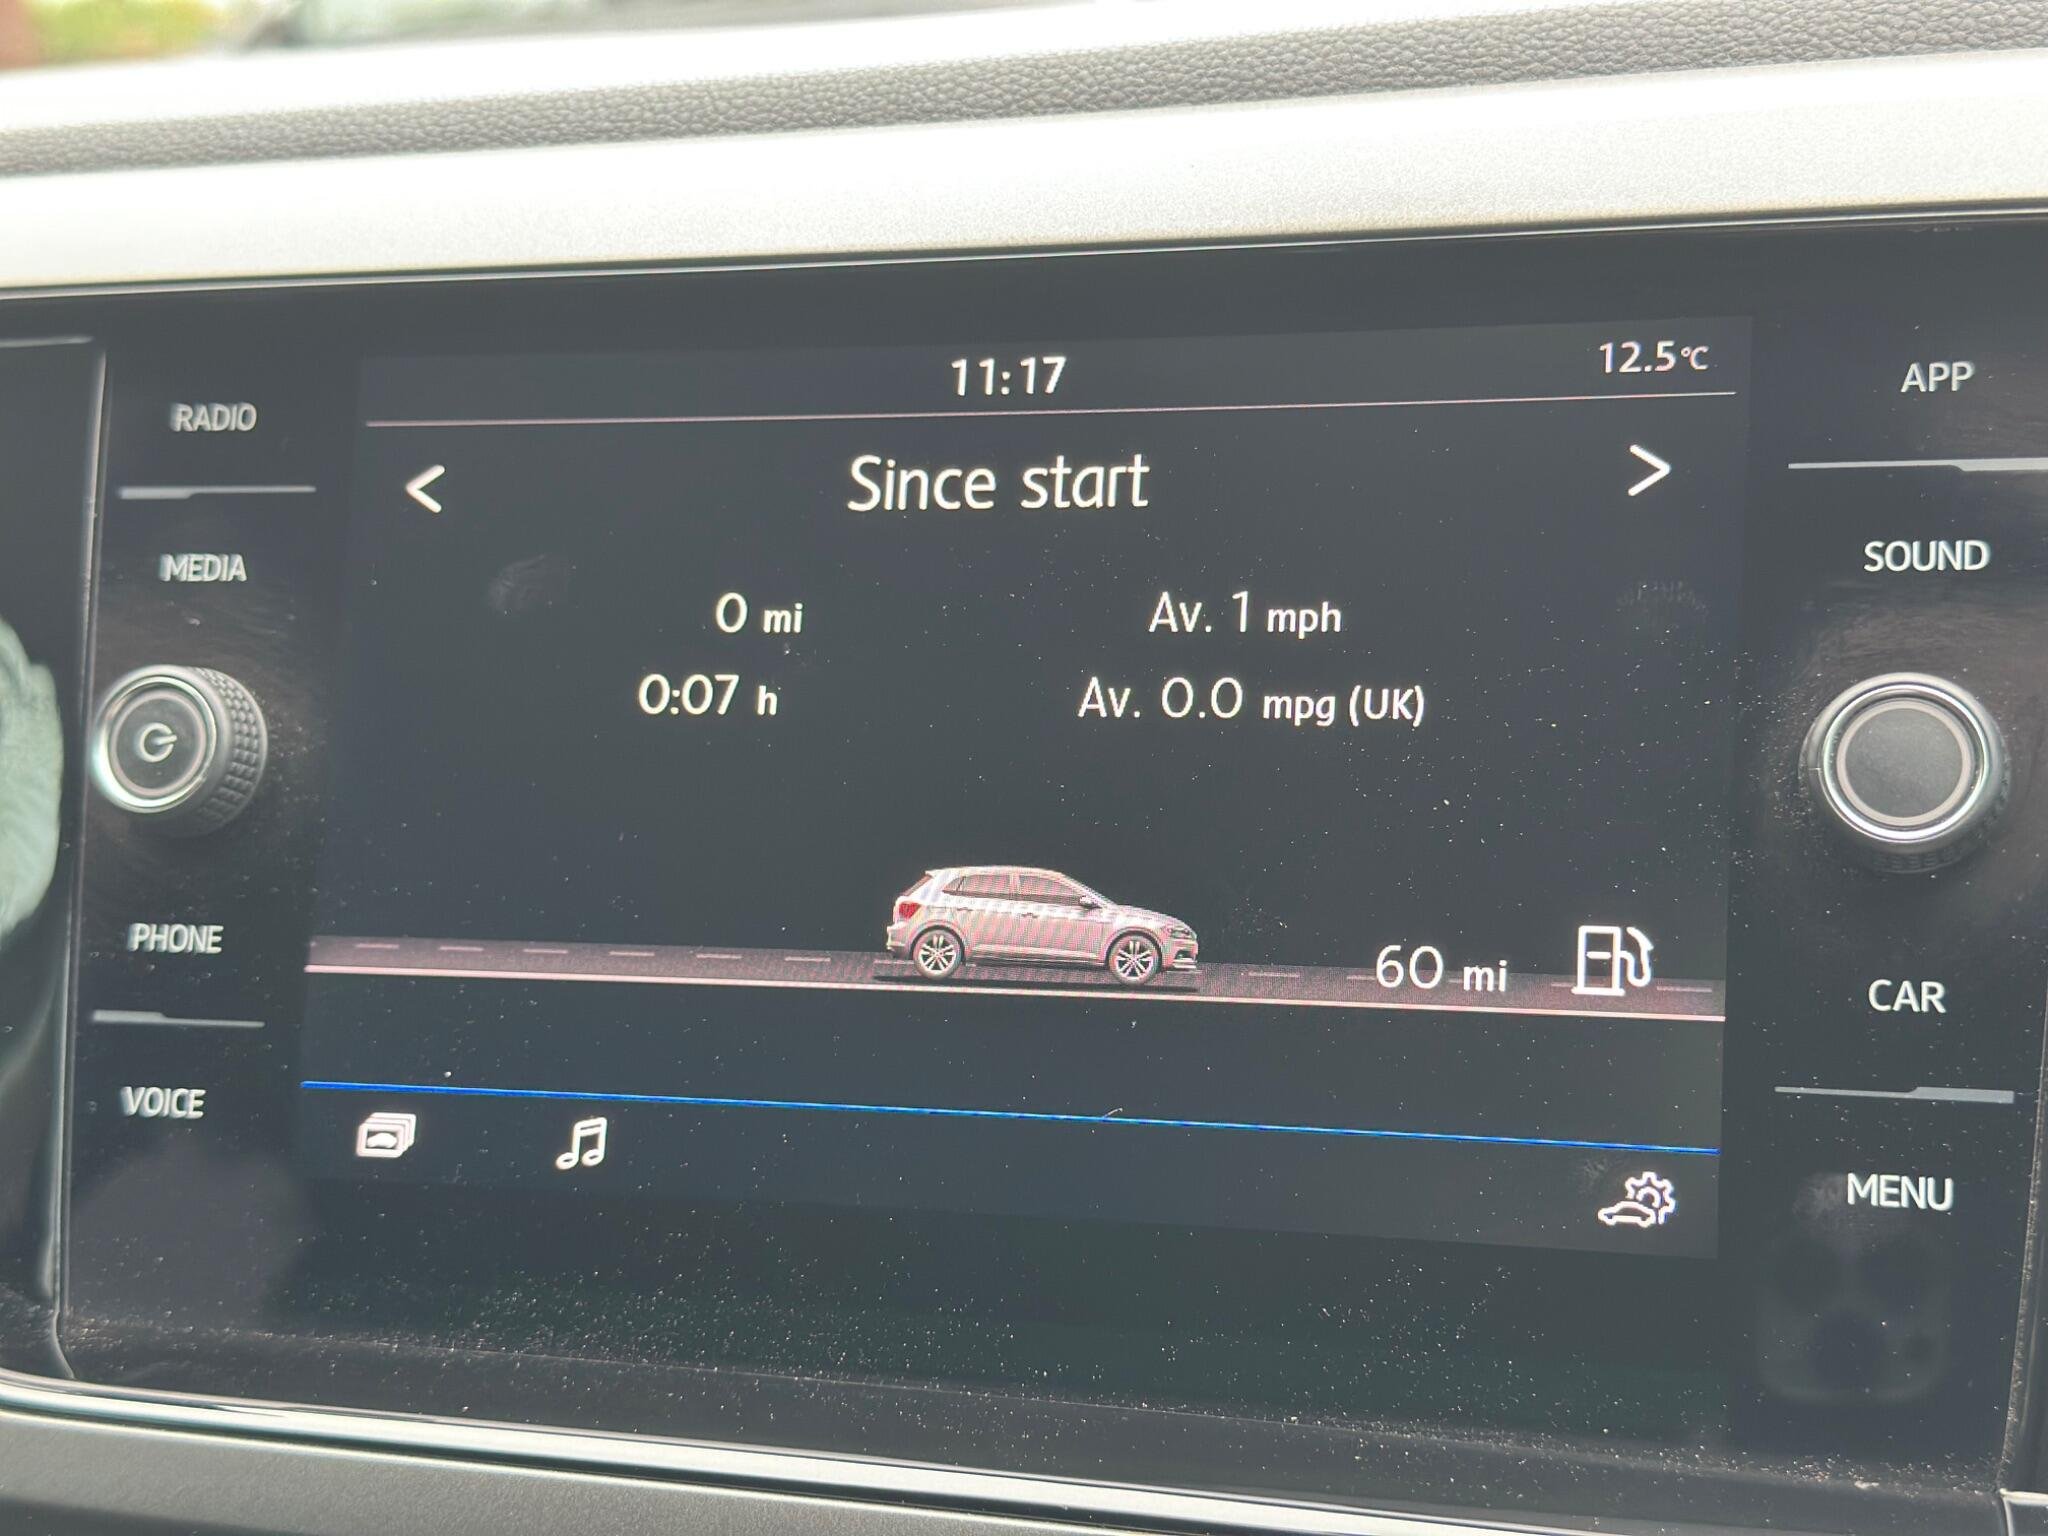 11:17
12.5°C
APP
RADIO
< Since start >
SOUND
MEDIA
0 mi
Av. 1 mph
0:07 h
Av. 0.0 mpg (UK)
PHONE
60 mi
CAR
VOICE
MENU